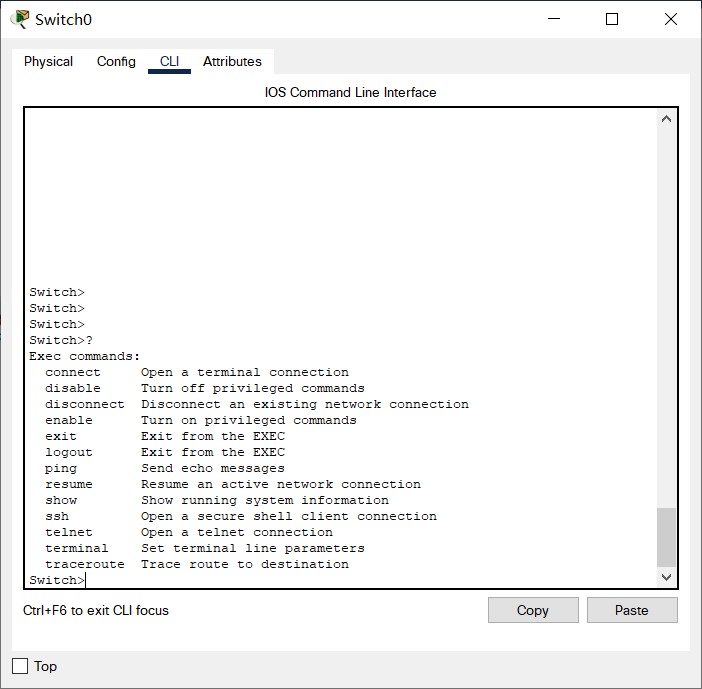 Switch0
Physical Config CLI Attributes
IOS Command Line Interface
Switch>
Switch>
Switch>
Switch>?
Exec commands:
  connect     Open a terminal connection
  disable     Turn off privileged commands
  disconnect  Disconnect an existing network connection
  enable      Turn on privileged commands
  exit        Exit from the EXEC
  logout      Exit from the EXEC
  ping        Send echo messages
  resume      Resume an active network connection
  show        Show running system information
  ssh         Open a secure shell client connection
  telnet      Open a telnet connection
  terminal    Set terminal line parameters
  traceroute  Trace route to destination
Switch>
Ctrl+F6 to exit CLI focus Copy Paste
Top